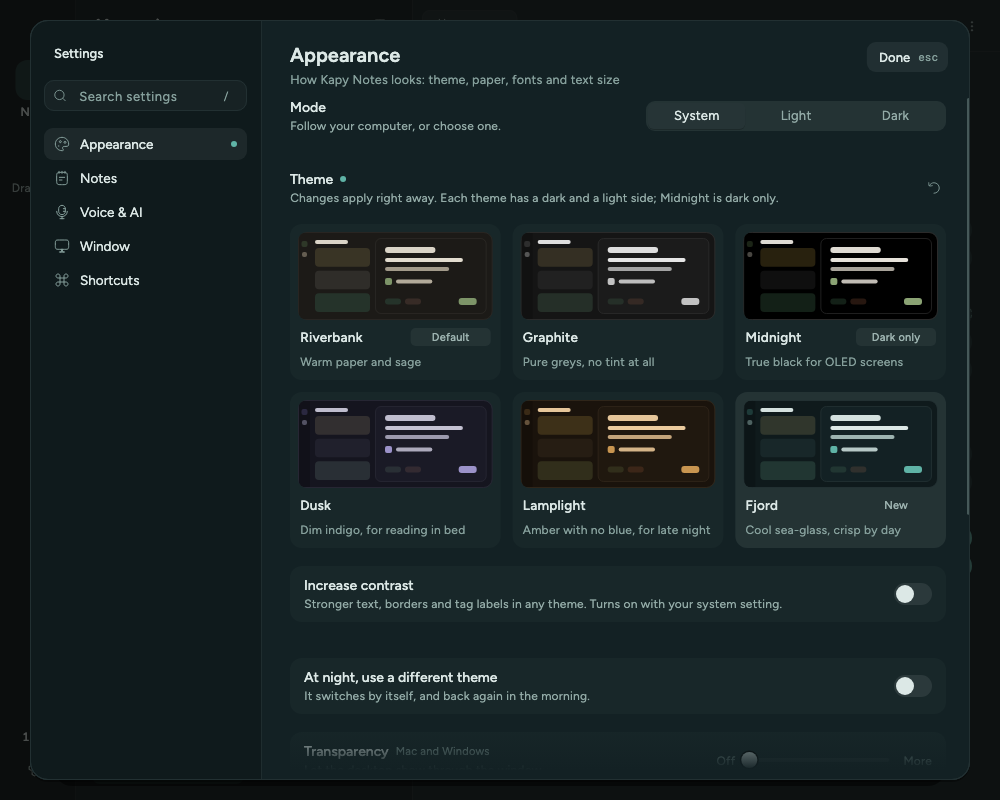 Settings
Search settings /
Appearance
Notes
Voice & AI
Window
Shortcuts
Appearance
How Kapy Notes looks: theme, paper, fonts and text size
Done esc
Mode
Follow your computer, or choose one.
System Light Dark
Theme
Changes apply right away. Each theme has a dark and a light side; Midnight is dark only.
Riverbank Default
Warm paper and sage
Graphite
Pure greys, no tint at all
Midnight Dark only
True black for OLED screens
Dusk
Dim indigo, for reading in bed
Lamplight
Amber with no blue, for late night
Fjord New
Cool sea-glass, crisp by day
Increase contrast
Stronger text, borders and tag labels in any theme. Turns on with your system setting.
At night, use a different theme
It switches by itself, and back again in the morning.
Transparency Mac and Windows
Off More